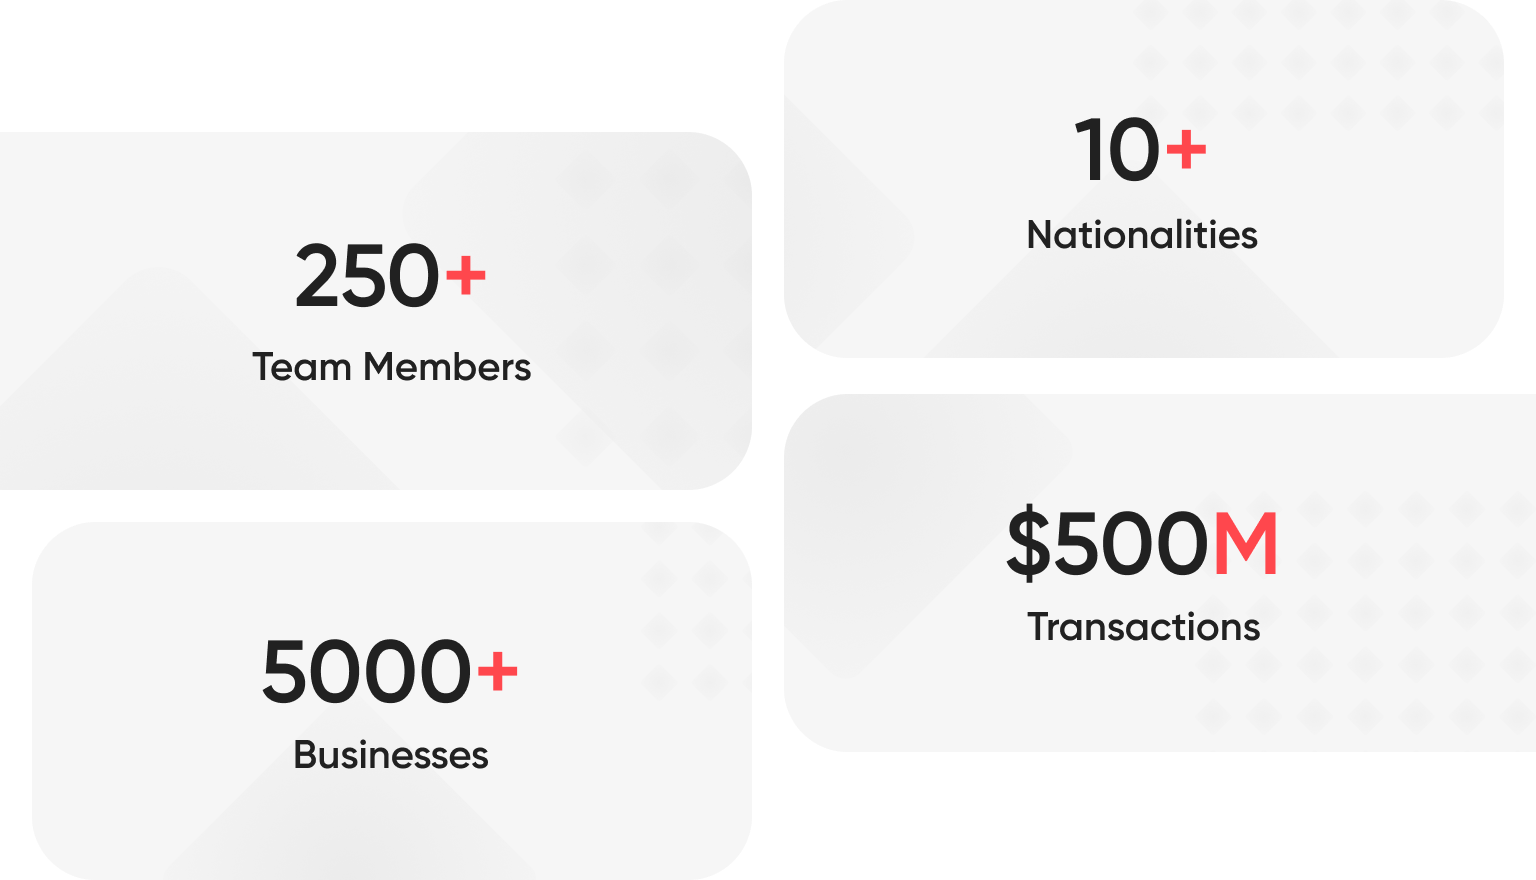 250+
Team Members
5000+
Businesses
10+
Nationalities
$500M
Transactions